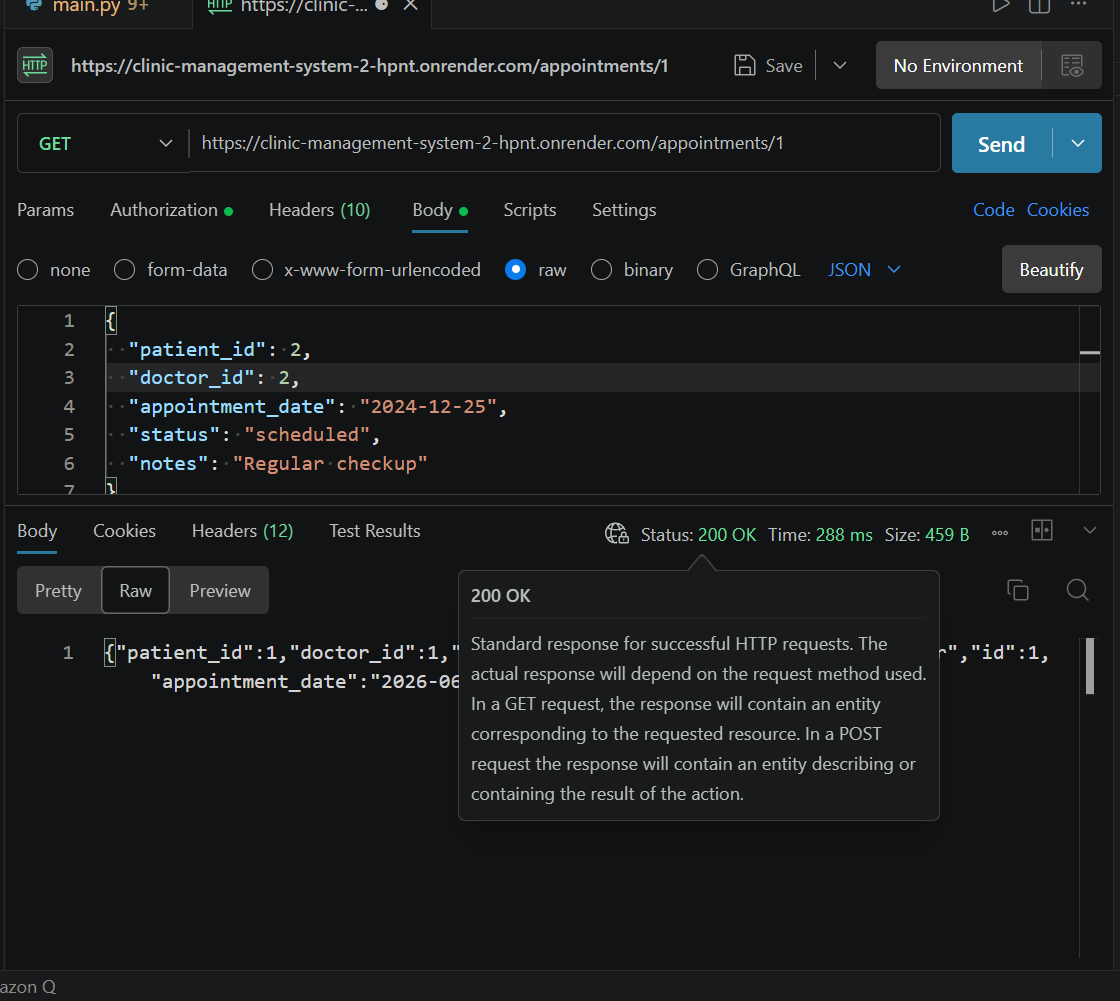 main.py 9+ https://clinic-...
HTTP https://clinic-management-system-2-hpnt.onrender.com/appointments/1 Save No Environment
GET https://clinic-management-system-2-hpnt.onrender.com/appointments/1 Send
Params Authorization Headers (10) Body Scripts Settings Code Cookies
none form-data x-www-form-urlencoded raw binary GraphQL JSON Beautify
1 {
2 "patient_id": 2,
3 "doctor_id": 2,
4 "appointment_date": "2024-12-25",
5 "status": "scheduled",
6 "notes": "Regular checkup"
7 }
Body Cookies Headers (12) Test Results Status: 200 OK Time: 288 ms Size: 459 B
Pretty Raw Preview
200 OK
Standard response for successful HTTP requests. The
actual response will depend on the request method used.
In a GET request, the response will contain an entity
corresponding to the requested resource. In a POST
request the response will contain an entity describing or
containing the result of the action.
1 {"patient_id":1,"doctor_id":1," ","id":1,
"appointment_date":"2026-06
azon Q